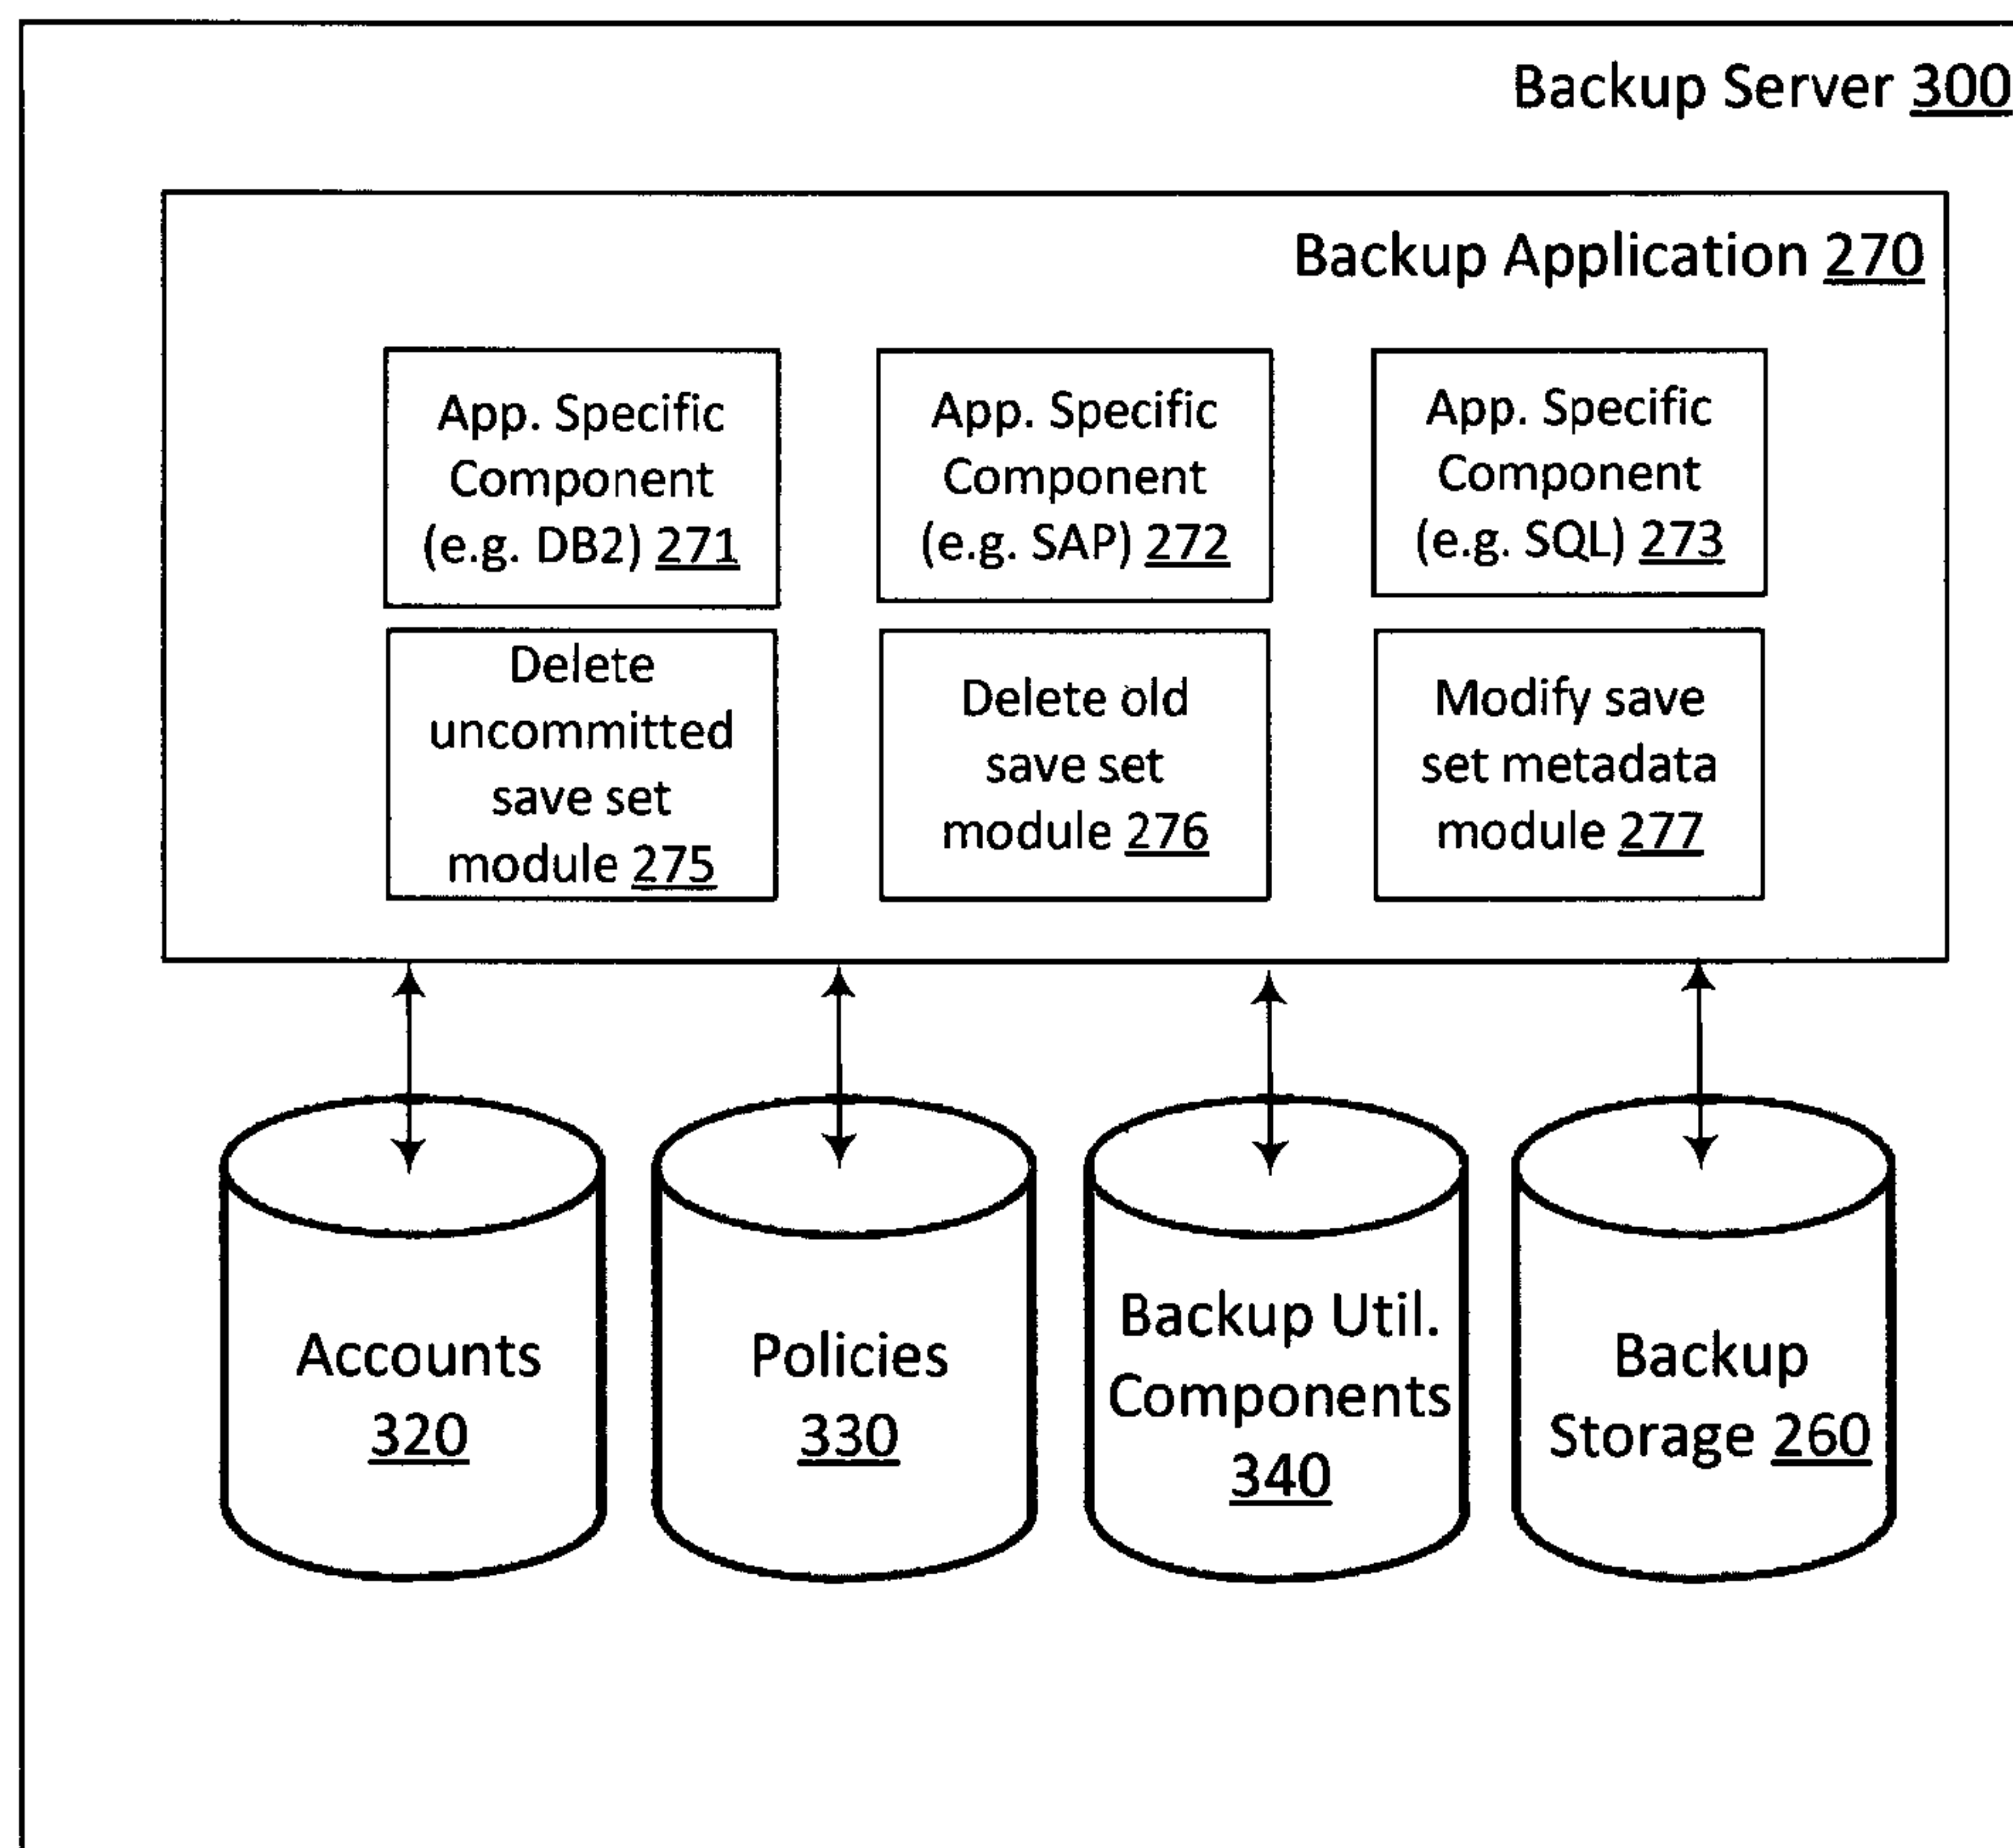 Backup Server 300
Backup Application 270
App. Specific
Component
(e.g. DB2) 271
App. Specific
Component
(e.g. SAP) 272
App. Specific
Component
(e.g. SQL) 273
Delete
uncommitted
save set
module 275
Delete old
save set
module 276
Modify save
set metadata
module 277
Accounts
320
Policies
330
Backup Util.
Components
340
Backup
Storage 260